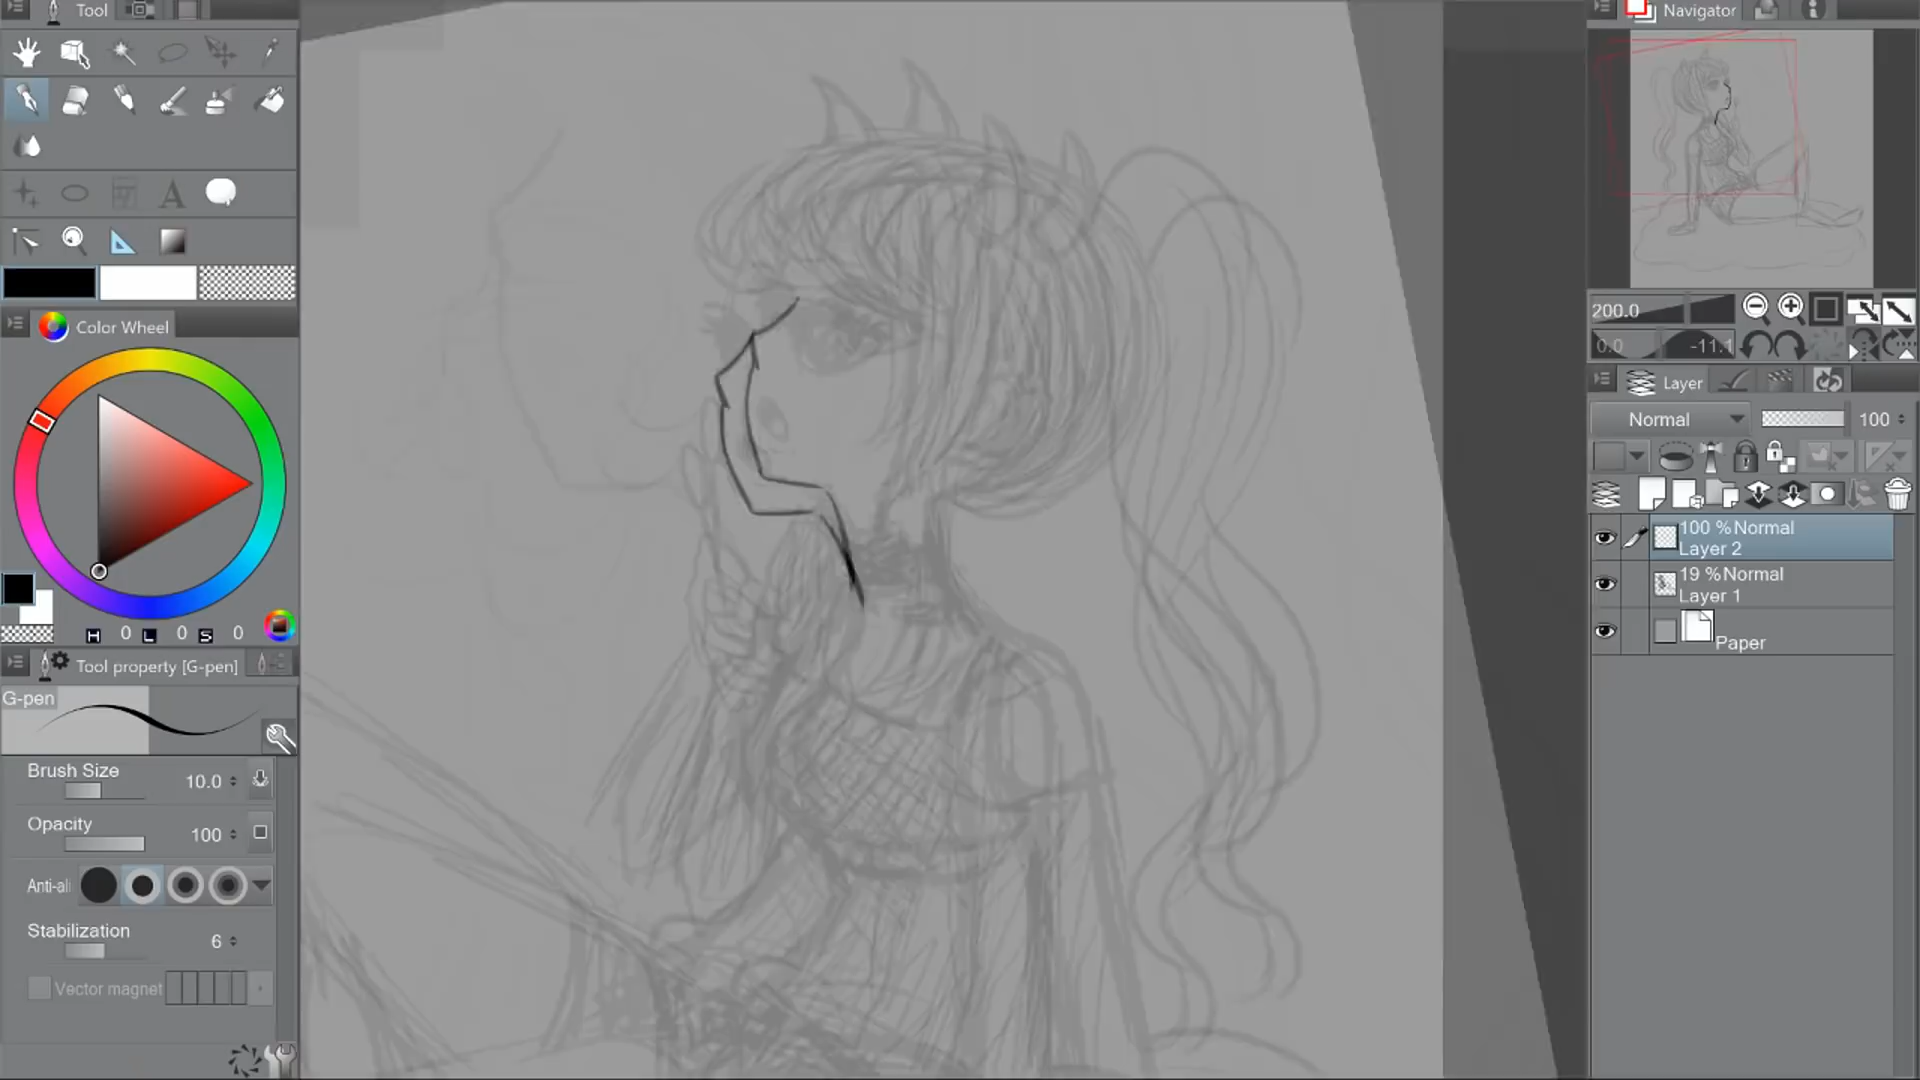 Tool
A
Color Wheel
H 0 L 0 S 0
Tool property [G-pen]
G-pen
Brush Size 10.0
Opacity 100
Anti-ali
Stabilization 6
Vector magnet
Navigator
200.0
0.0 -11.1
Layer
Normal 100
100 %Normal
Layer 2
19 %Normal
Layer 1
Paper